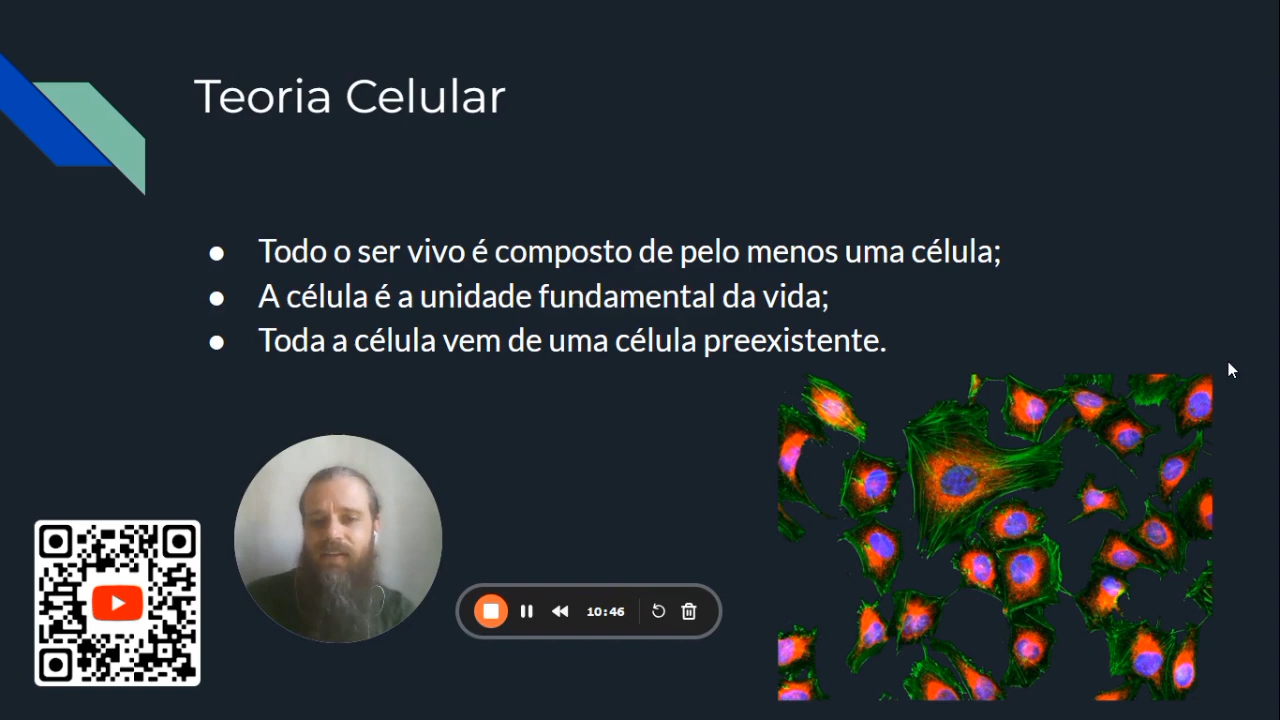 Teoria Celular
● Todo o ser vivo é composto de pelo menos uma célula;
● A célula é a unidade fundamental da vida;
● Toda a célula vem de uma célula preexistente.
10:46